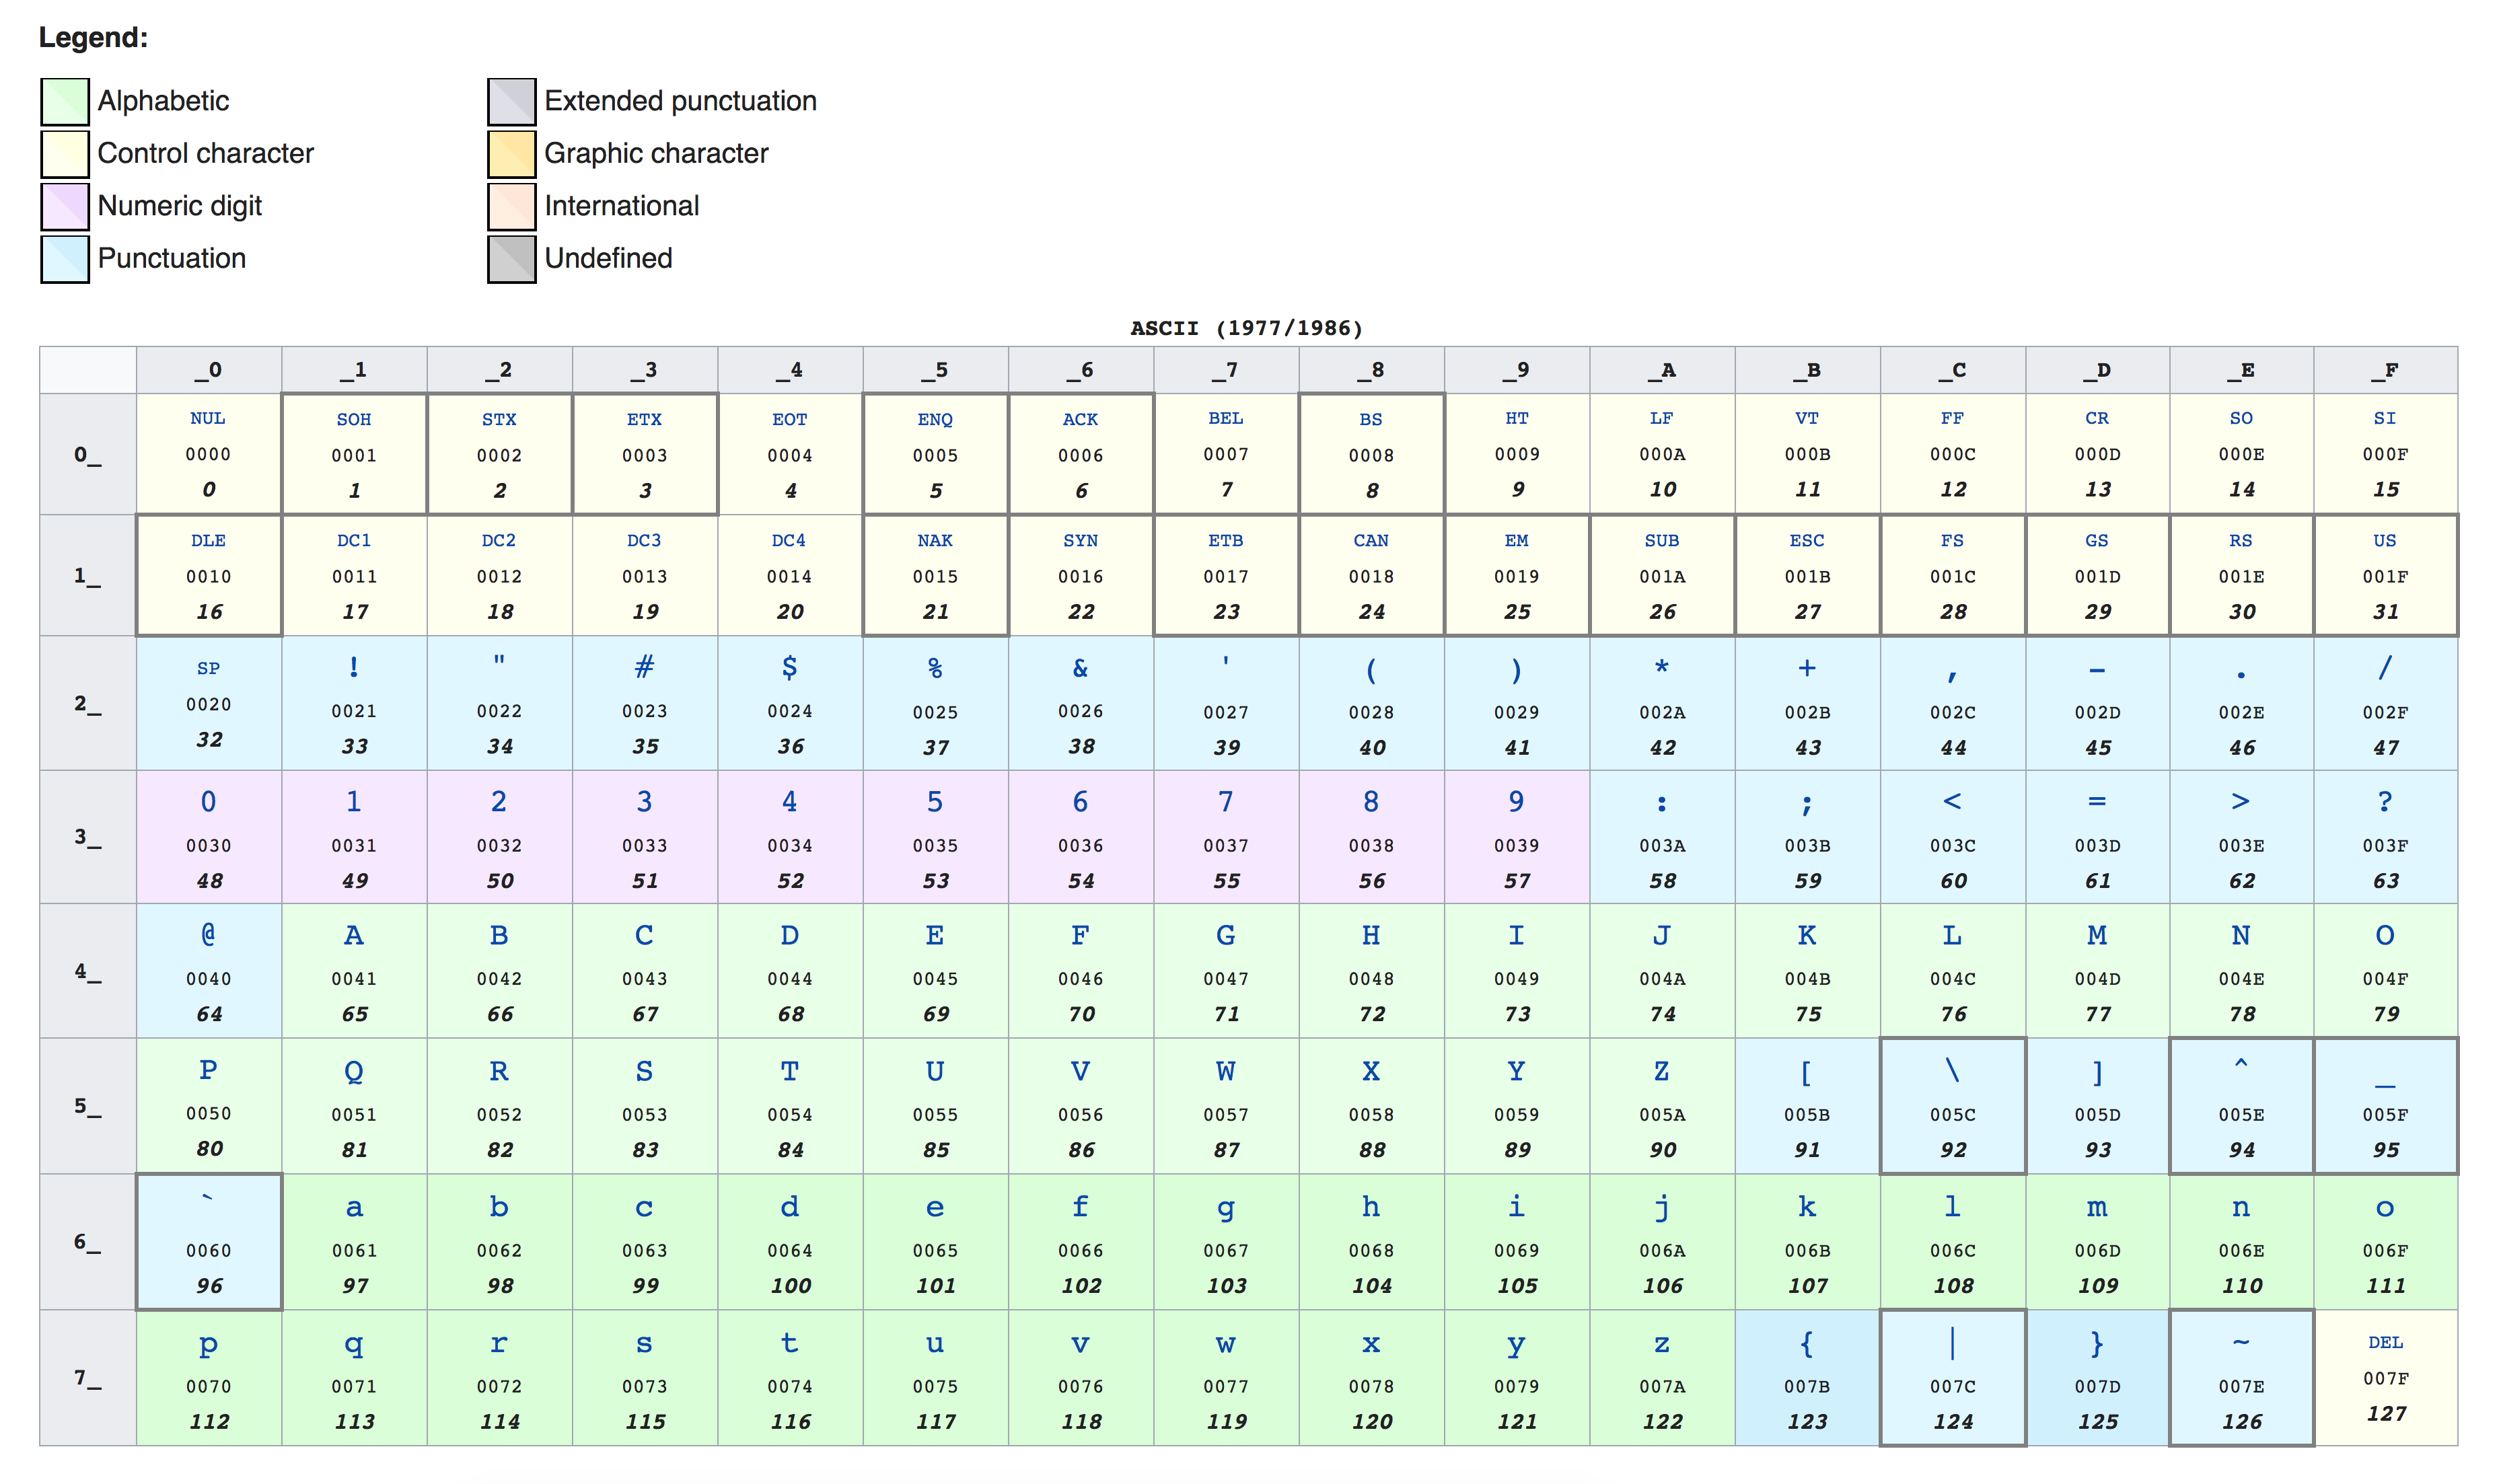 Legend:
Alphabetic Extended punctuation
Control character Graphic character
Numeric digit International
Punctuation Undefined
ASCII (1977/1986)
_0 _1 _2 _3 _4 _5 _6 _7 _8 _9 _A _B _C _D _E _F
NUL SOH STX ETX EOT ENQ ACK BEL BS HT LF VT FF CR SO SI
0_ 0000 0001 0002 0003 0004 0005 0006 0007 0008 0009 000A 000B 000C 000D 000E 000F
0 1 2 3 4 5 6 7 8 9 10 11 12 13 14 15
DLE DC1 DC2 DC3 DC4 NAK SYN ETB CAN EM SUB ESC FS GS RS US
1_ 0010 0011 0012 0013 0014 0015 0016 0017 0018 0019 001A 001B 001C 001D 001E 001F
16 17 18 19 20 21 22 23 24 25 26 27 28 29 30 31
SP ! " # $ % & ' ( ) * + , - . /
2_ 0020 0021 0022 0023 0024 0025 0026 0027 0028 0029 002A 002B 002C 002D 002E 002F
32 33 34 35 36 37 38 39 40 41 42 43 44 45 46 47
0 1 2 3 4 5 6 7 8 9 : ; < = > ?
3_ 0030 0031 0032 0033 0034 0035 0036 0037 0038 0039 003A 003B 003C 003D 003E 003F
48 49 50 51 52 53 54 55 56 57 58 59 60 61 62 63
@ A B C D E F G H I J K L M N O
4_ 0040 0041 0042 0043 0044 0045 0046 0047 0048 0049 004A 004B 004C 004D 004E 004F
64 65 66 67 68 69 70 71 72 73 74 75 76 77 78 79
P Q R S T U V W X Y Z [ \ ] ^ _
5_ 0050 0051 0052 0053 0054 0055 0056 0057 0058 0059 005A 005B 005C 005D 005E 005F
80 81 82 83 84 85 86 87 88 89 90 91 92 93 94 95
` a b c d e f g h i j k l m n o
6_ 0060 0061 0062 0063 0064 0065 0066 0067 0068 0069 006A 006B 006C 006D 006E 006F
96 97 98 99 100 101 102 103 104 105 106 107 108 109 110 111
p q r s t u v w x y z { | } ~ DEL
7_ 0070 0071 0072 0073 0074 0075 0076 0077 0078 0079 007A 007B 007C 007D 007E 007F
112 113 114 115 116 117 118 119 120 121 122 123 124 125 126 127